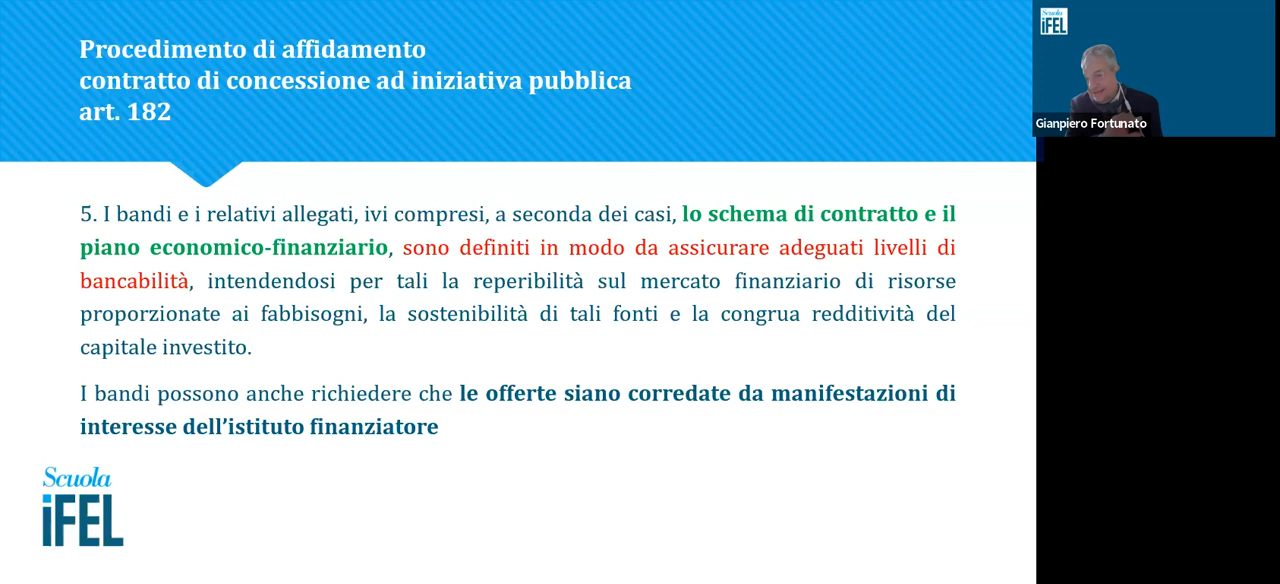 Procedimento di affidamento
contratto di concessione ad iniziativa pubblica
art. 182
Scuola
iFEL
Gianpiero Fortunato
5. I bandi e i relativi allegati, ivi compresi, a seconda dei casi, lo schema di contratto e il
piano economico-finanziario, sono definiti in modo da assicurare adeguati livelli di
bancabilità, intendendosi per tali la reperibilità sul mercato finanziario di risorse
proporzionate ai fabbisogni, la sostenibilità di tali fonti e la congrua redditività del
capitale investito.
I bandi possono anche richiedere che le offerte siano corredate da manifestazioni di
interesse dell’istituto finanziatore
Scuola
iFEL